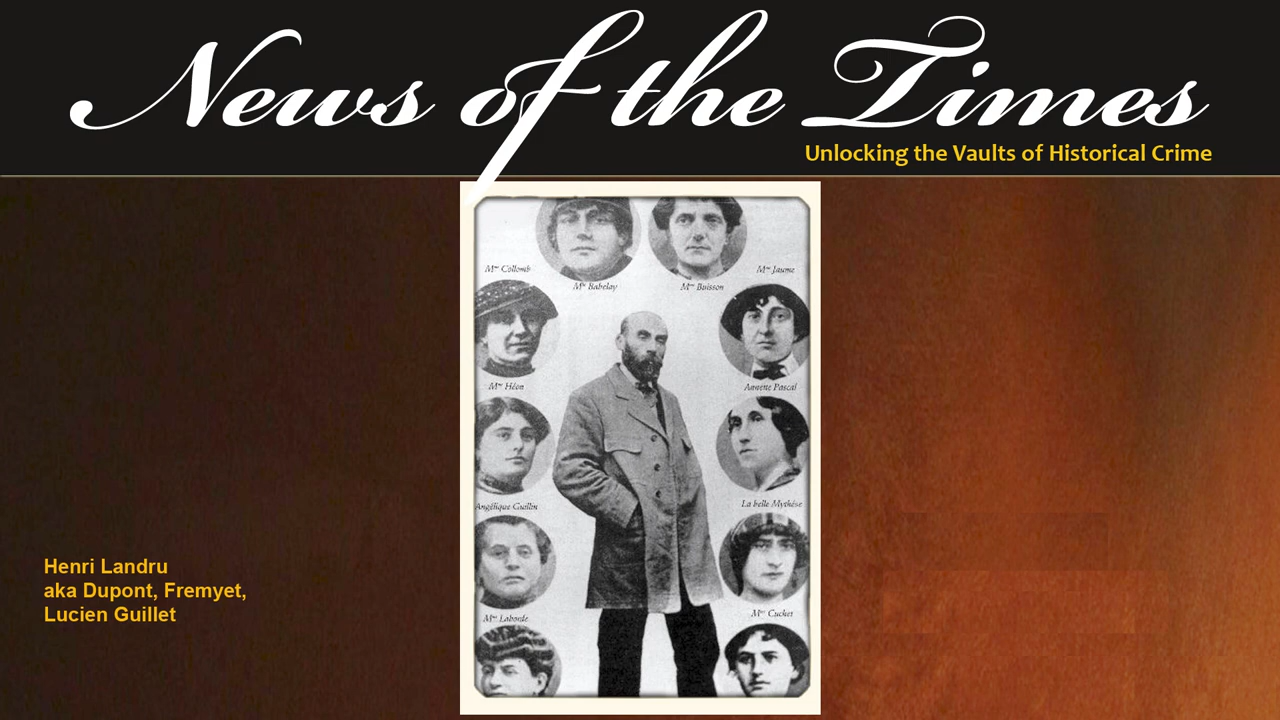 News of the Times
Unlocking the Vaults of Historical Crime
Mme Collomb
Mme Jaume
Mme Babelay
Mme Buisson
Mme Héon
Annette Pascal
Angélique Guillin
La belle Mythèse
Mme Laborde
Mme Cuchet
Henri Landru
aka Dupont, Fremyet,
Lucien Guillet